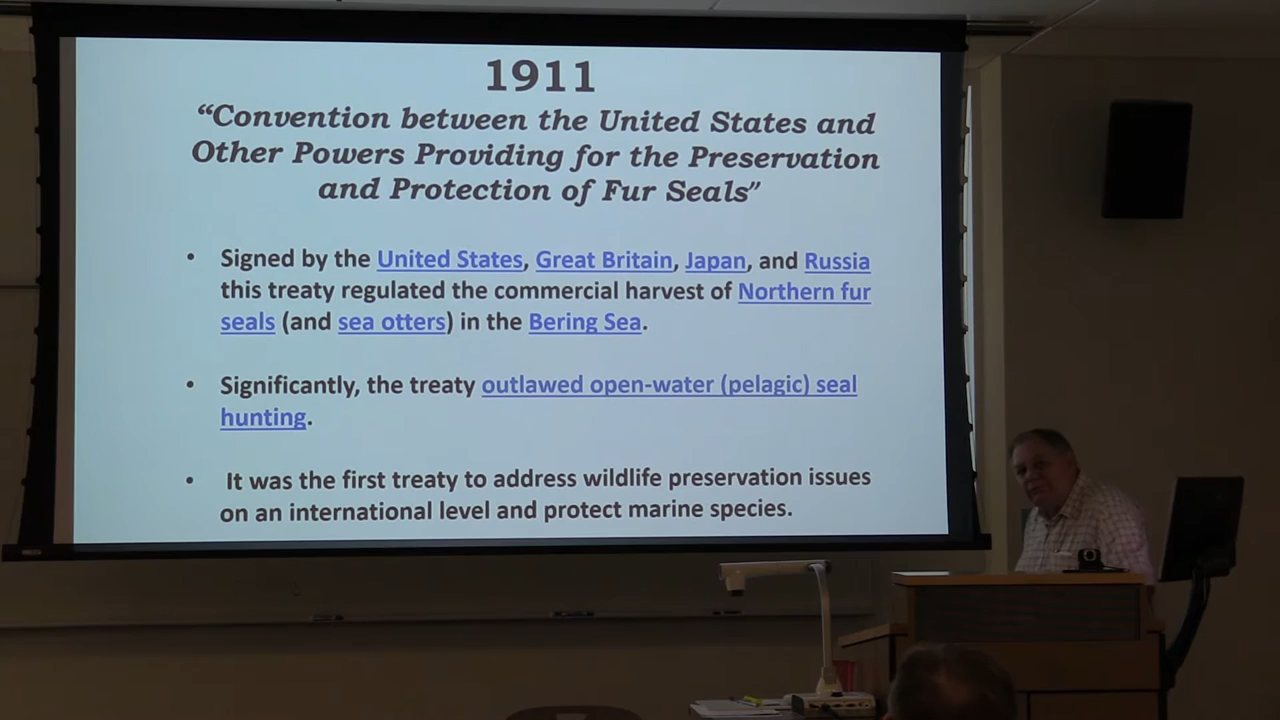 1911
“Convention between the United States and
Other Powers Providing for the Preservation
and Protection of Fur Seals”
• Signed by the United States, Great Britain, Japan, and Russia
this treaty regulated the commercial harvest of Northern fur
seals (and sea otters) in the Bering Sea.
• Significantly, the treaty outlawed open-water (pelagic) seal
hunting.
• It was the first treaty to address wildlife preservation issues
on an international level and protect marine species.